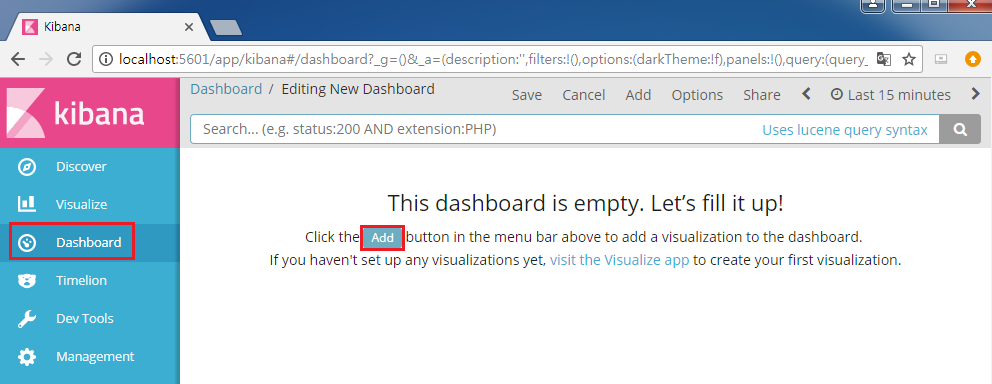 Kibana
localhost:5601/app/kibana#/dashboard?_g=()&_a=(description:'',filters:!(),options:(darkTheme:!f),panels:!(),query:(query_
kibana
Dashboard / Editing New Dashboard
Save Cancel Add Options Share Last 15 minutes
Search... (e.g. status:200 AND extension:PHP) Uses lucene query syntax
Discover
Visualize
Dashboard
Timelion
Dev Tools
Management
This dashboard is empty. Let’s fill it up!
Click the Add button in the menu bar above to add a visualization to the dashboard.
If you haven't set up any visualizations yet, visit the Visualize app to create your first visualization.